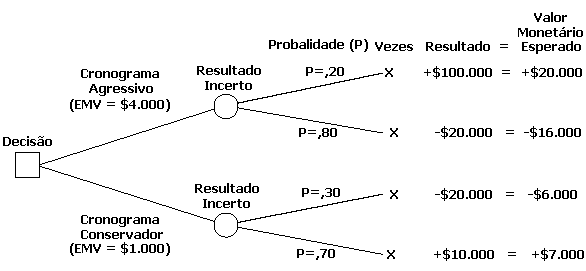 Valor
Monetário
Probalidade (P) Vezes Resultado = Esperado
Cronograma
Agressivo
(EMV = $4.000)
Resultado
Incerto
P=,20 X +$100.000 = +$20.000
P=,80 X -$20.000 = -$16.000
Decisão
Resultado
Incerto
P=,30 X -$20.000 = -$6.000
Cronograma
Conservador
(EMV = $1.000)
P=,70 X +$10.000 = +$7.000